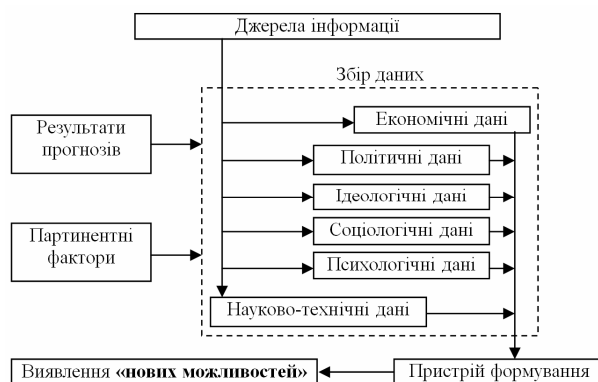 Джерела інформації
Збір даних
Економічні дані
Результати
прогнозів
Політичні дані
Ідеологічні дані
Партинентні
фактори
Соціологічні дані
Психологічні дані
Науково-технічні дані
Виявлення «нових можливостей»
Пристрій формування